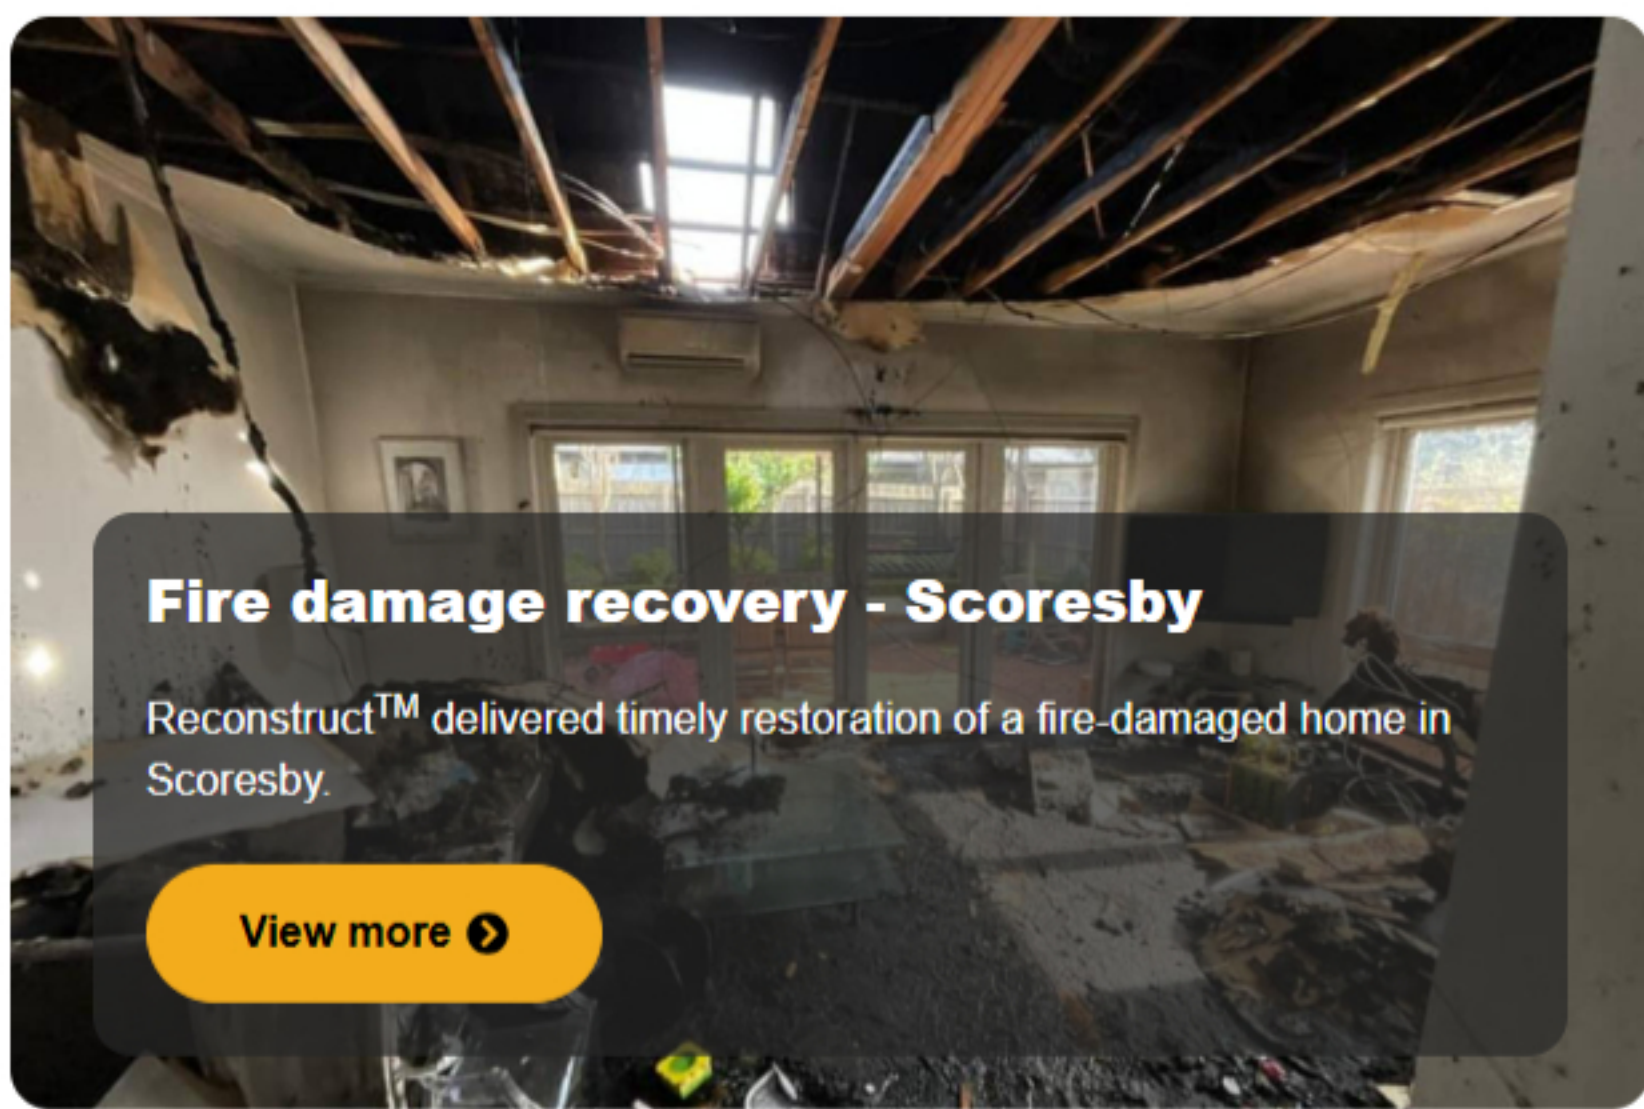 Fire damage recovery - Scoresby
Reconstruct™ delivered timely restoration of a fire-damaged home in
Scoresby.
View more